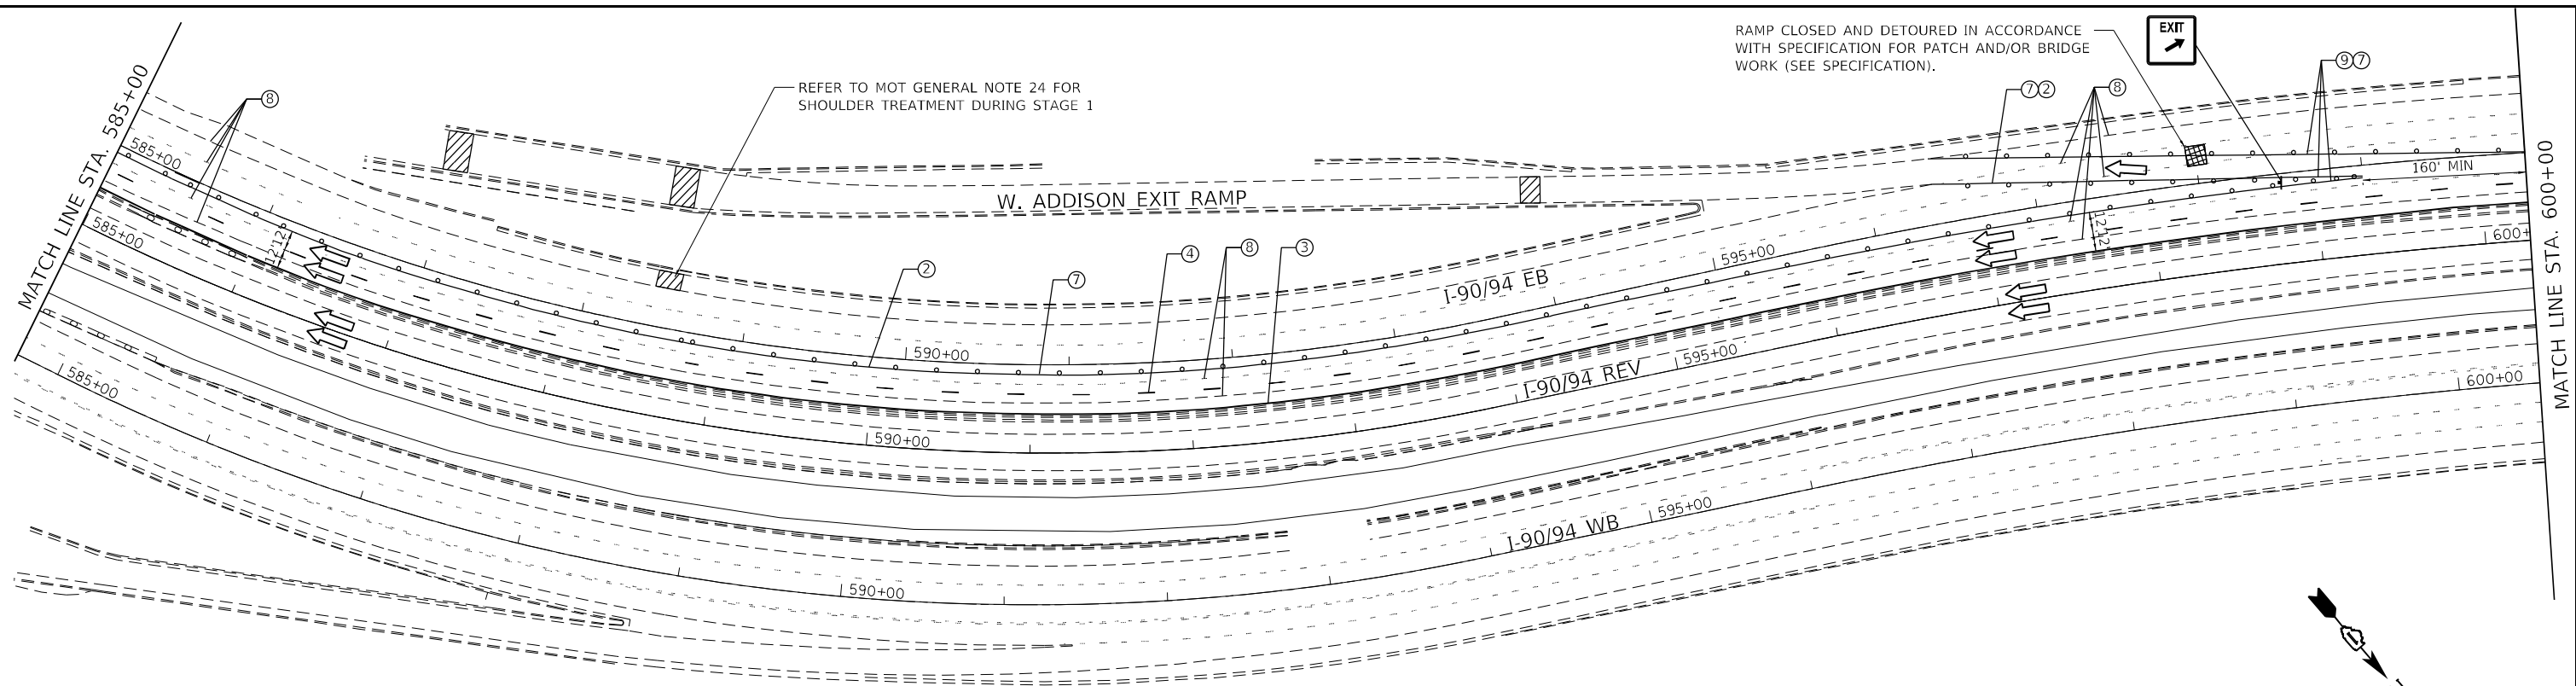 RAMP CLOSED AND DETOURED IN ACCORDANCE
WITH SPECIFICATION FOR PATCH AND/OR BRIDGE
WORK (SEE SPECIFICATION).
EXIT
9 7
7 2
8
REFER TO MOT GENERAL NOTE 24 FOR
SHOULDER TREATMENT DURING STAGE 1
8
MATCH LINE STA. 585+00
585+00
585+00
585+00
12' 12'
W. ADDISON EXIT RAMP
2
7
4
8
3
160' MIN
12' 12'
I-90/94 EB
595+00
600+
590+00
I-90/94 REV
595+00
590+00
600+00
I-90/94 WB
595+00
590+00
MATCH LINE STA. 600+00